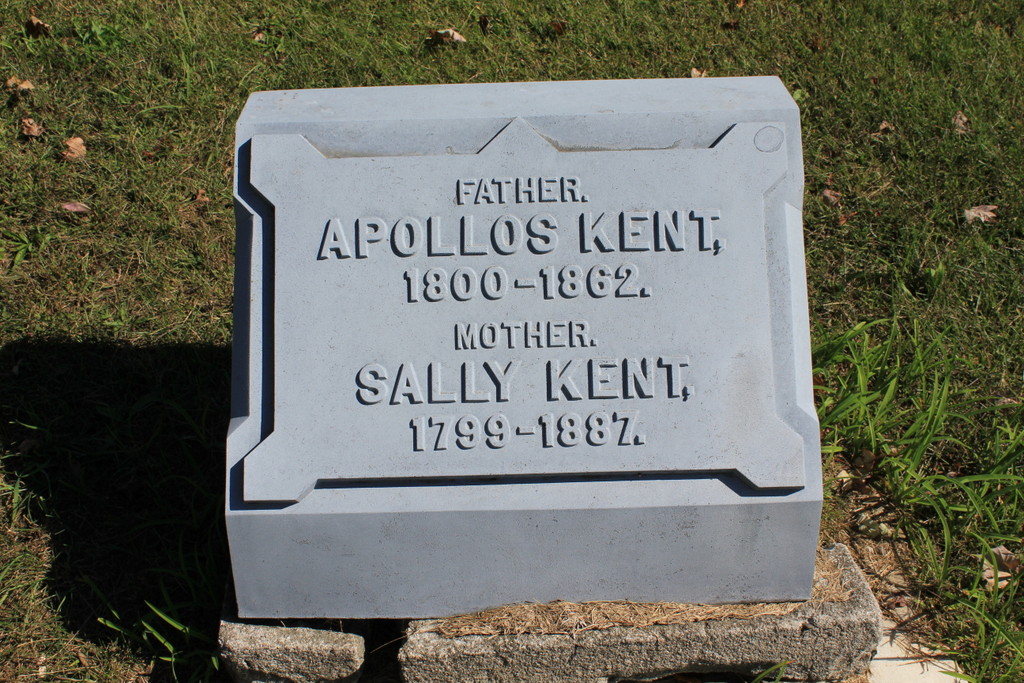 FATHER.
APOLLOS KENT,
1800-1862.
MOTHER.
SALLY KENT,
1799-1887.